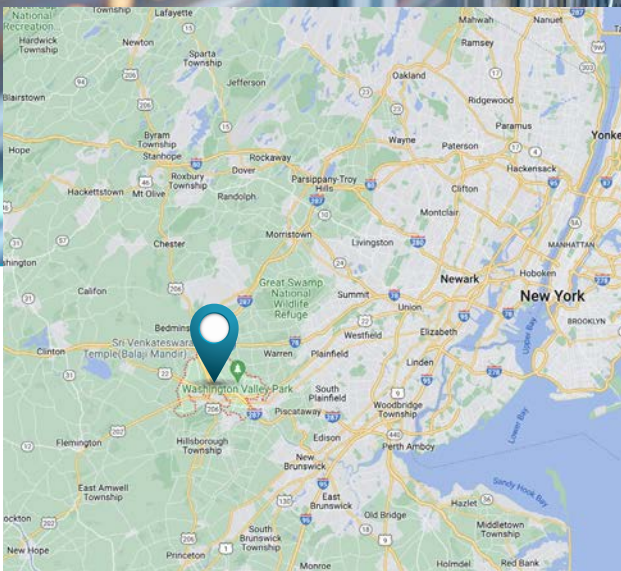 Township
Lafayette
Mahwah
Nanuet
National
Recreation...
Hardwick
Township
Newton
Sparta
Township
Ramsey
Jefferson
Oakland
Ridgewood
Blairstown
Paramus
Yonke
Byram
Township
Stanhope
Hope
Wayne
Paterson
Rockaway
Hackensack
Roxbury
Township
Dover
Parsippany-Troy
Hills
Clifton
Hackettstown
Mt Olive
Randolph
Montclair
Morristown
Livingston
MANHATTAN
Chester
shington
Hoboken
Newark
New York
Califon
Great Swamp
National
Wildlife
Refuge
Summit
Union
BROOKLYN
Bedmins
Westfield
Elizabeth
Upper Bay
Sri Venkateswara
Temple(Balaji Mandir)
Clinton
Warren
Plainfield
Linden
Washington Valley Park
South
Plainfield
Woodbridge
Township
Piscataway
Lower Bay
Hillsborough
Township
Edison
Perth Amboy
Flemington
New
Brunswick
Sandy Hook Bay
East Amwell
Township
East
Brunswick
Hazlet
Old Bridge
ockton
Middletown
Township
South
Brunswick
Township
New Hope
Princeton
Monroe
Holmdel
Red Bank